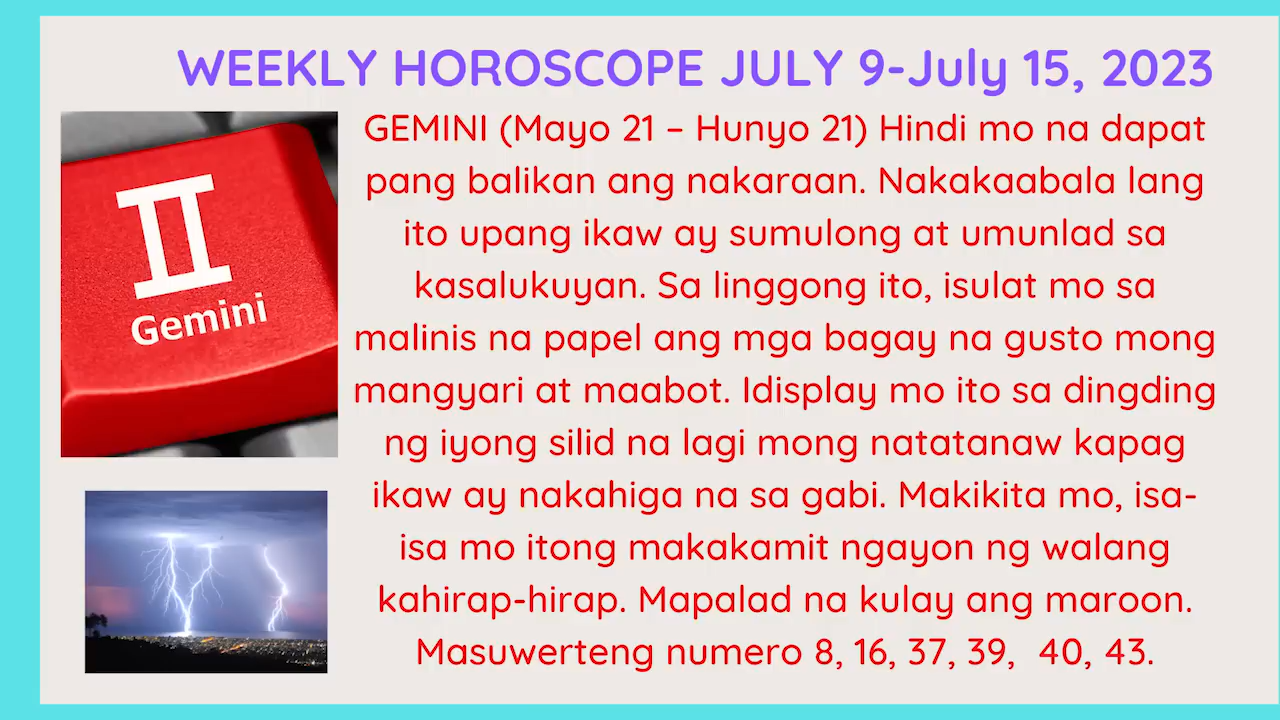 WEEKLY HOROSCOPE JULY 9-July 15, 2023
Gemini
GEMINI (Mayo 21 – Hunyo 21) Hindi mo na dapat
pang balikan ang nakaraan. Nakakaabala lang
ito upang ikaw ay sumulong at umunlad sa
kasalukuyan. Sa linggong ito, isulat mo sa
malinis na papel ang mga bagay na gusto mong
mangyari at maabot. Idisplay mo ito sa dingding
ng iyong silid na lagi mong natatanaw kapag
ikaw ay nakahiga na sa gabi. Makikita mo, isa-
isa mo itong makakamit ngayon ng walang
kahirap-hirap. Mapalad na kulay ang maroon.
Masuwerteng numero 8, 16, 37, 39,  40, 43.